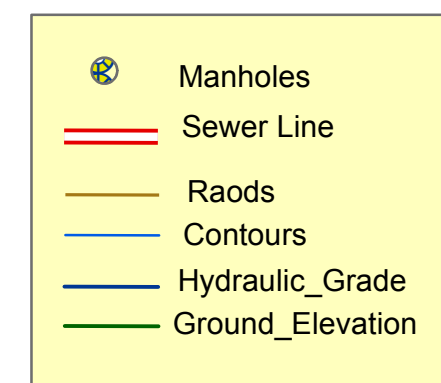 Manholes
Sewer Line
Raods
Contours
Hydraulic_Grade
Ground_Elevation